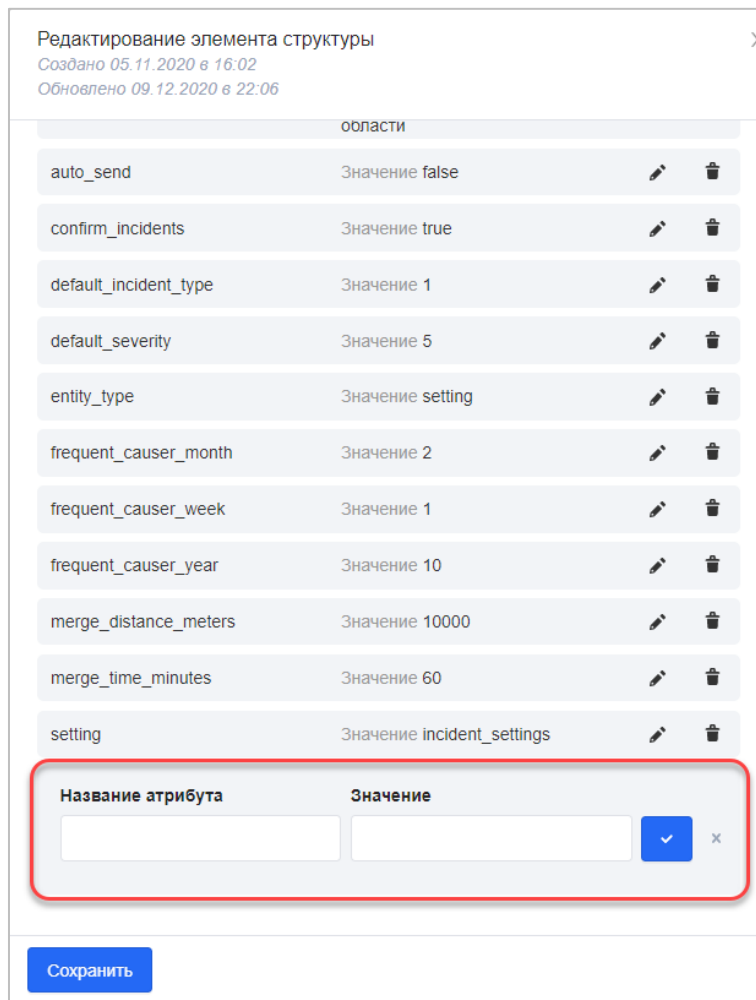 Редактирование элемента структуры
Создано 05.11.2020 в 16:02
Обновлено 09.12.2020 в 22:06
области
auto_send Значение false
confirm_incidents Значение true
default_incident_type Значение 1
default_severity Значение 5
entity_type Значение setting
frequent_causer_month Значение 2
frequent_causer_week Значение 1
frequent_causer_year Значение 10
merge_distance_meters Значение 10000
merge_time_minutes Значение 60
setting Значение incident_settings
Название атрибута Значение
Сохранить